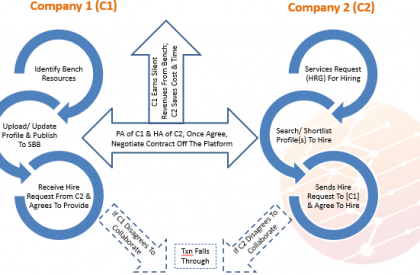 Company 1 (C1)
Company 2 (C2)
C1 Earns Silent
Revenues From Bench;
C2 Saves Cost & Time
Identify Bench
Resources
Services Request
(HRG) For Hiring
Upload/ Update
Profile & Publish
To SBB
PA of C1 & HA of C2, Once Agree,
Negotiate Contract Off The Platform
Search/ Shortlist
Profile(s) To Hire
Receive Hire
Request From C2 &
Agrees To Provide
Sends Hire
Request To [C1]
& Agree To Hire
If C1 Disagrees To
Collaborate
Txn Falls
Through
If C2 Disagrees To
Collaborate